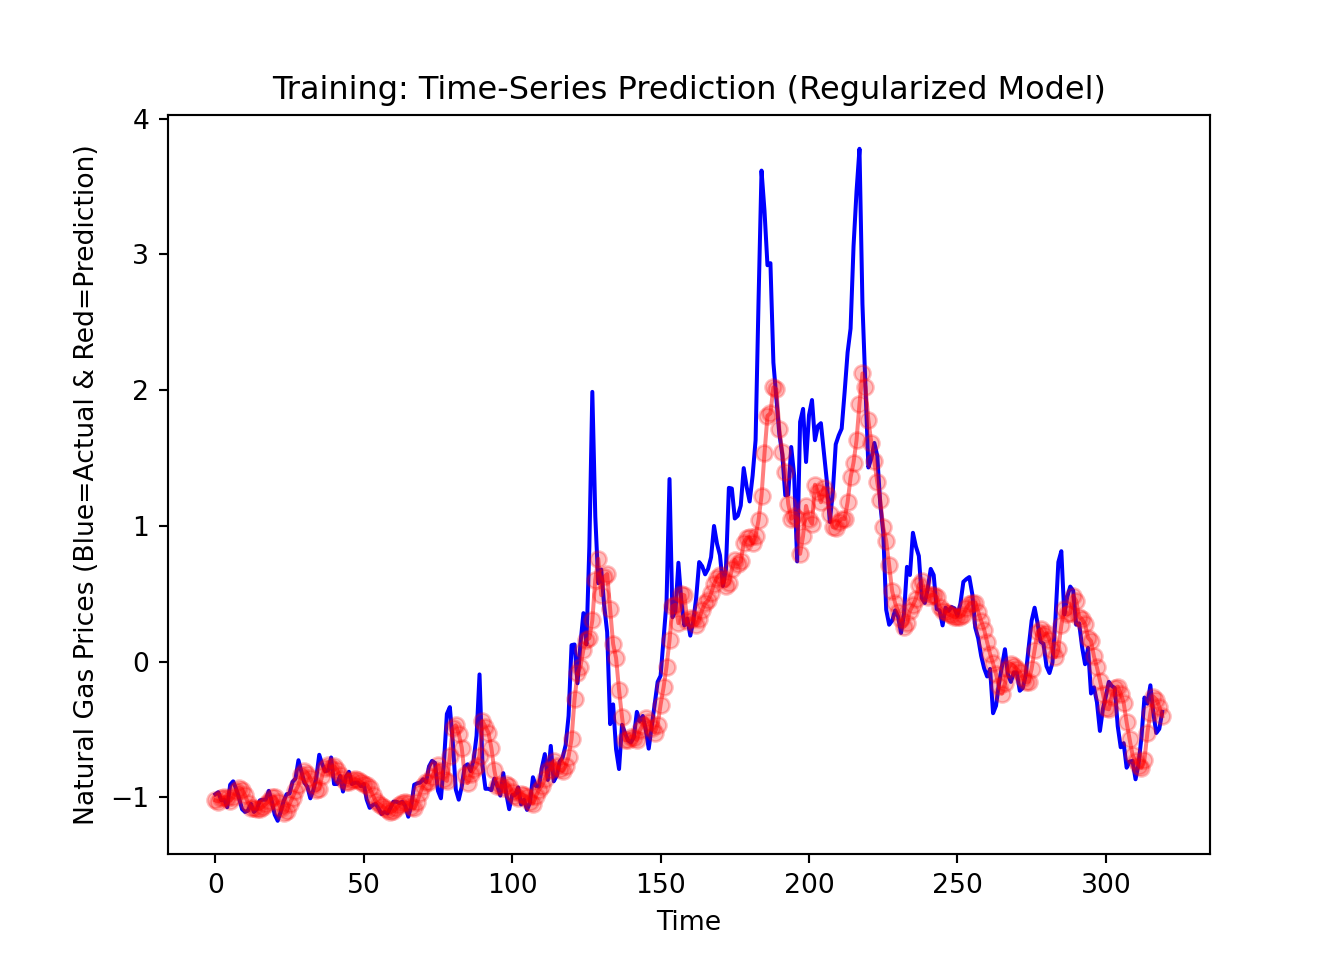 Training: Time-Series Prediction (Regularized Model)
Natural Gas Prices (Blue=Actual & Red=Prediction)
4
3
2
1
0
−1
0 50 100 150 200 250 300
Time